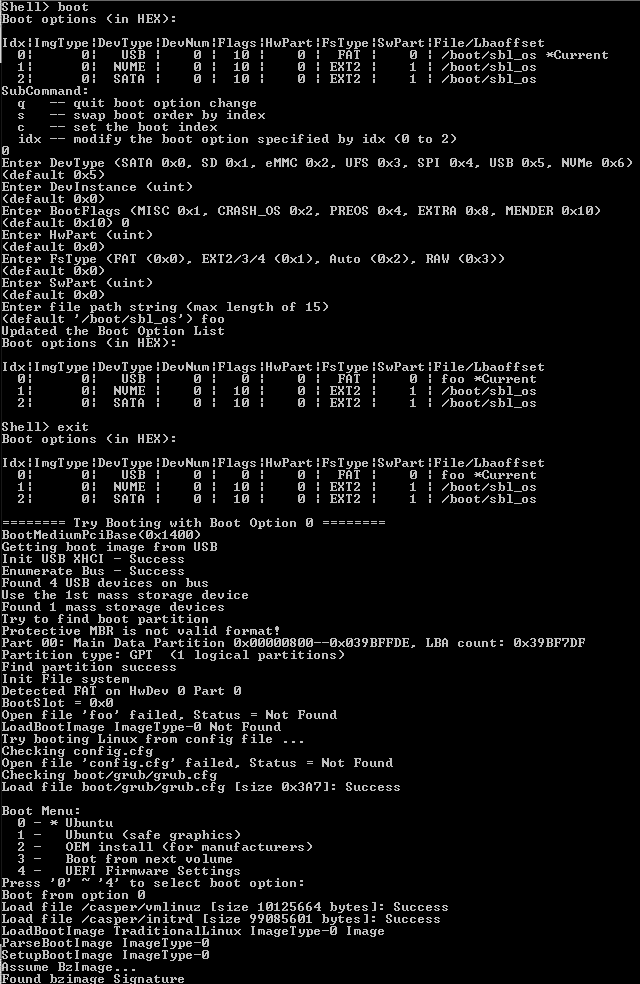 Shell> boot
Boot options (in HEX):
Idx|ImgType|DevType|DevNum|Flags|HwPart|FsType|SwPart|File/Lbaoffset
0| 0| USB | 0 | 10 | 0 | FAT | 0 | /boot/sbl_os *Current
1| 0| NVME | 0 | 10 | 0 | EXT2 | 1 | /boot/sbl_os
2| 0| SATA | 0 | 10 | 0 | EXT2 | 1 | /boot/sbl_os
SubCommand:
q -- quit boot option change
s -- swap boot order by index
c -- set the boot index
idx -- modify the boot option specified by idx (0 to 2)
0
Enter DevType (SATA 0x0, SD 0x1, eMMC 0x2, UFS 0x3, SPI 0x4, USB 0x5, NVMe 0x6)
(default 0x5)
Enter DevInstance (uint)
(default 0x0)
Enter BootFlags (MISC 0x1, CRASH_OS 0x2, PREOS 0x4, EXTRA 0x8, MENDER 0x10)
(default 0x10) 0
Enter HwPart (uint)
(default 0x0)
Enter FsType (FAT (0x0), EXT2/3/4 (0x1), Auto (0x2), RAW (0x3))
(default 0x0)
Enter SwPart (uint)
(default 0x0)
Enter file path string (max length of 15)
(default '/boot/sbl_os') foo
Updated the Boot Option List
Boot options (in HEX):
Idx|ImgType|DevType|DevNum|Flags|HwPart|FsType|SwPart|File/Lbaoffset
0| 0| USB | 0 | 0 | 0 | FAT | 0 | foo *Current
1| 0| NVME | 0 | 10 | 0 | EXT2 | 1 | /boot/sbl_os
2| 0| SATA | 0 | 10 | 0 | EXT2 | 1 | /boot/sbl_os
Shell> exit
Boot options (in HEX):
Idx|ImgType|DevType|DevNum|Flags|HwPart|FsType|SwPart|File/Lbaoffset
0| 0| USB | 0 | 0 | 0 | FAT | 0 | foo *Current
1| 0| NVME | 0 | 10 | 0 | EXT2 | 1 | /boot/sbl_os
2| 0| SATA | 0 | 10 | 0 | EXT2 | 1 | /boot/sbl_os
======== Try Booting with Boot Option 0 ========
BootMediumPciBase(0x1400)
Getting boot image from USB
Init USB XHCI - Success
Enumerate Bus - Success
Found 4 USB devices on bus
Use the 1st mass storage device
Found 1 mass storage devices
Try to find boot partition
Protective MBR is not valid format!
Part 00: Main Data Partition 0x00000800--0x039BFFDE, LBA count: 0x39BF7DF
Partition type: GPT (1 logical partitions)
Find partition success
Init File system
Detected FAT on HwDev 0 Part 0
BootSlot = 0x0
Open file 'foo' failed, Status = Not Found
LoadBootImage ImageType-0 Not Found
Try booting Linux from config file ...
Checking config.cfg
Open file 'config.cfg' failed, Status = Not Found
Checking boot/grub/grub.cfg
Load file boot/grub/grub.cfg [size 0x3A7]: Success
Boot Menu:
0 - * Ubuntu
1 - Ubuntu (safe graphics)
2 - OEM install (for manufacturers)
3 - Boot from next volume
4 - UEFI Firmware Settings
Press '0' ~ '4' to select boot option:
Boot from option 0
Load file /casper/vmlinuz [size 10125664 bytes]: Success
Load file /casper/initrd [size 99085601 bytes]: Success
LoadBootImage TraditionalLinux ImageType-0 Image
ParseBootImage ImageType-0
SetupBootImage ImageType-0
Assume BzImage...
Found bzimage Signature